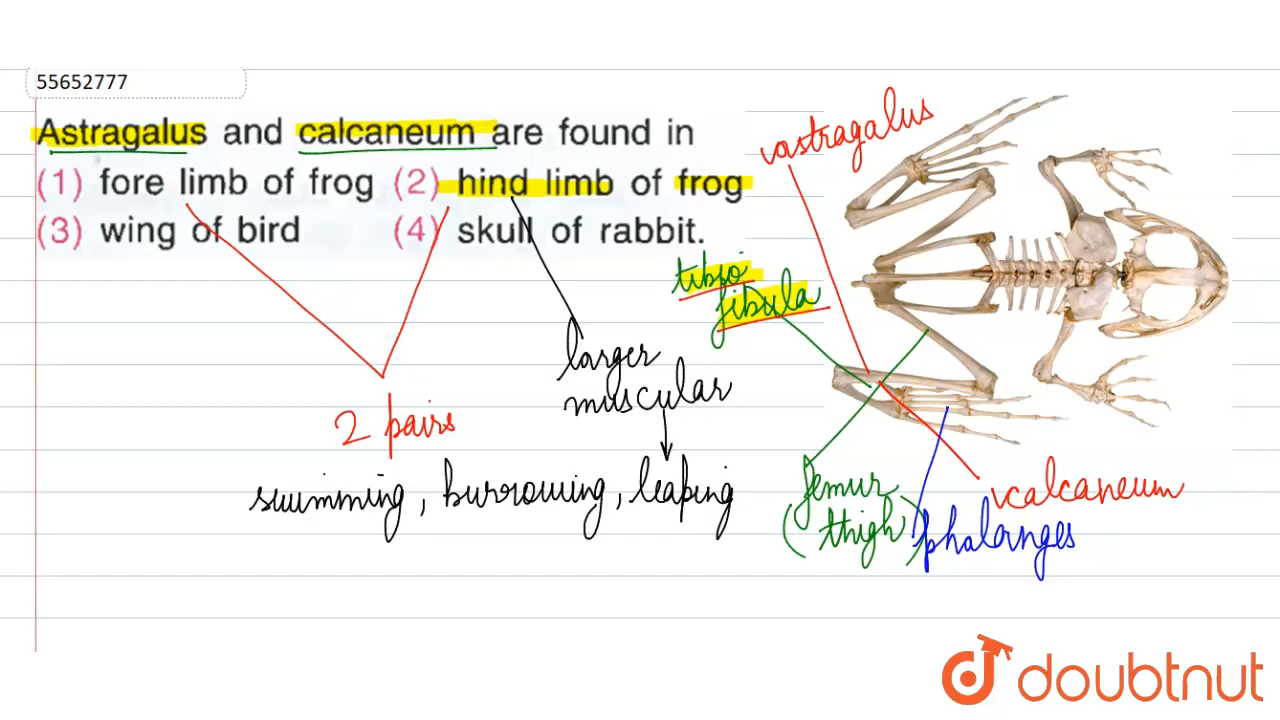 55652777
Astragalus and calcaneum are found in
(1) fore limb of frog (2) hind limb of frog
(3) wing of bird (4) skull of rabbit.
astragalus
tibio
fibula
larger
muscular
2 pairs
swimming, burrowing, leaping
femur
(thigh)
calcaneum
phalanges
doubtnut